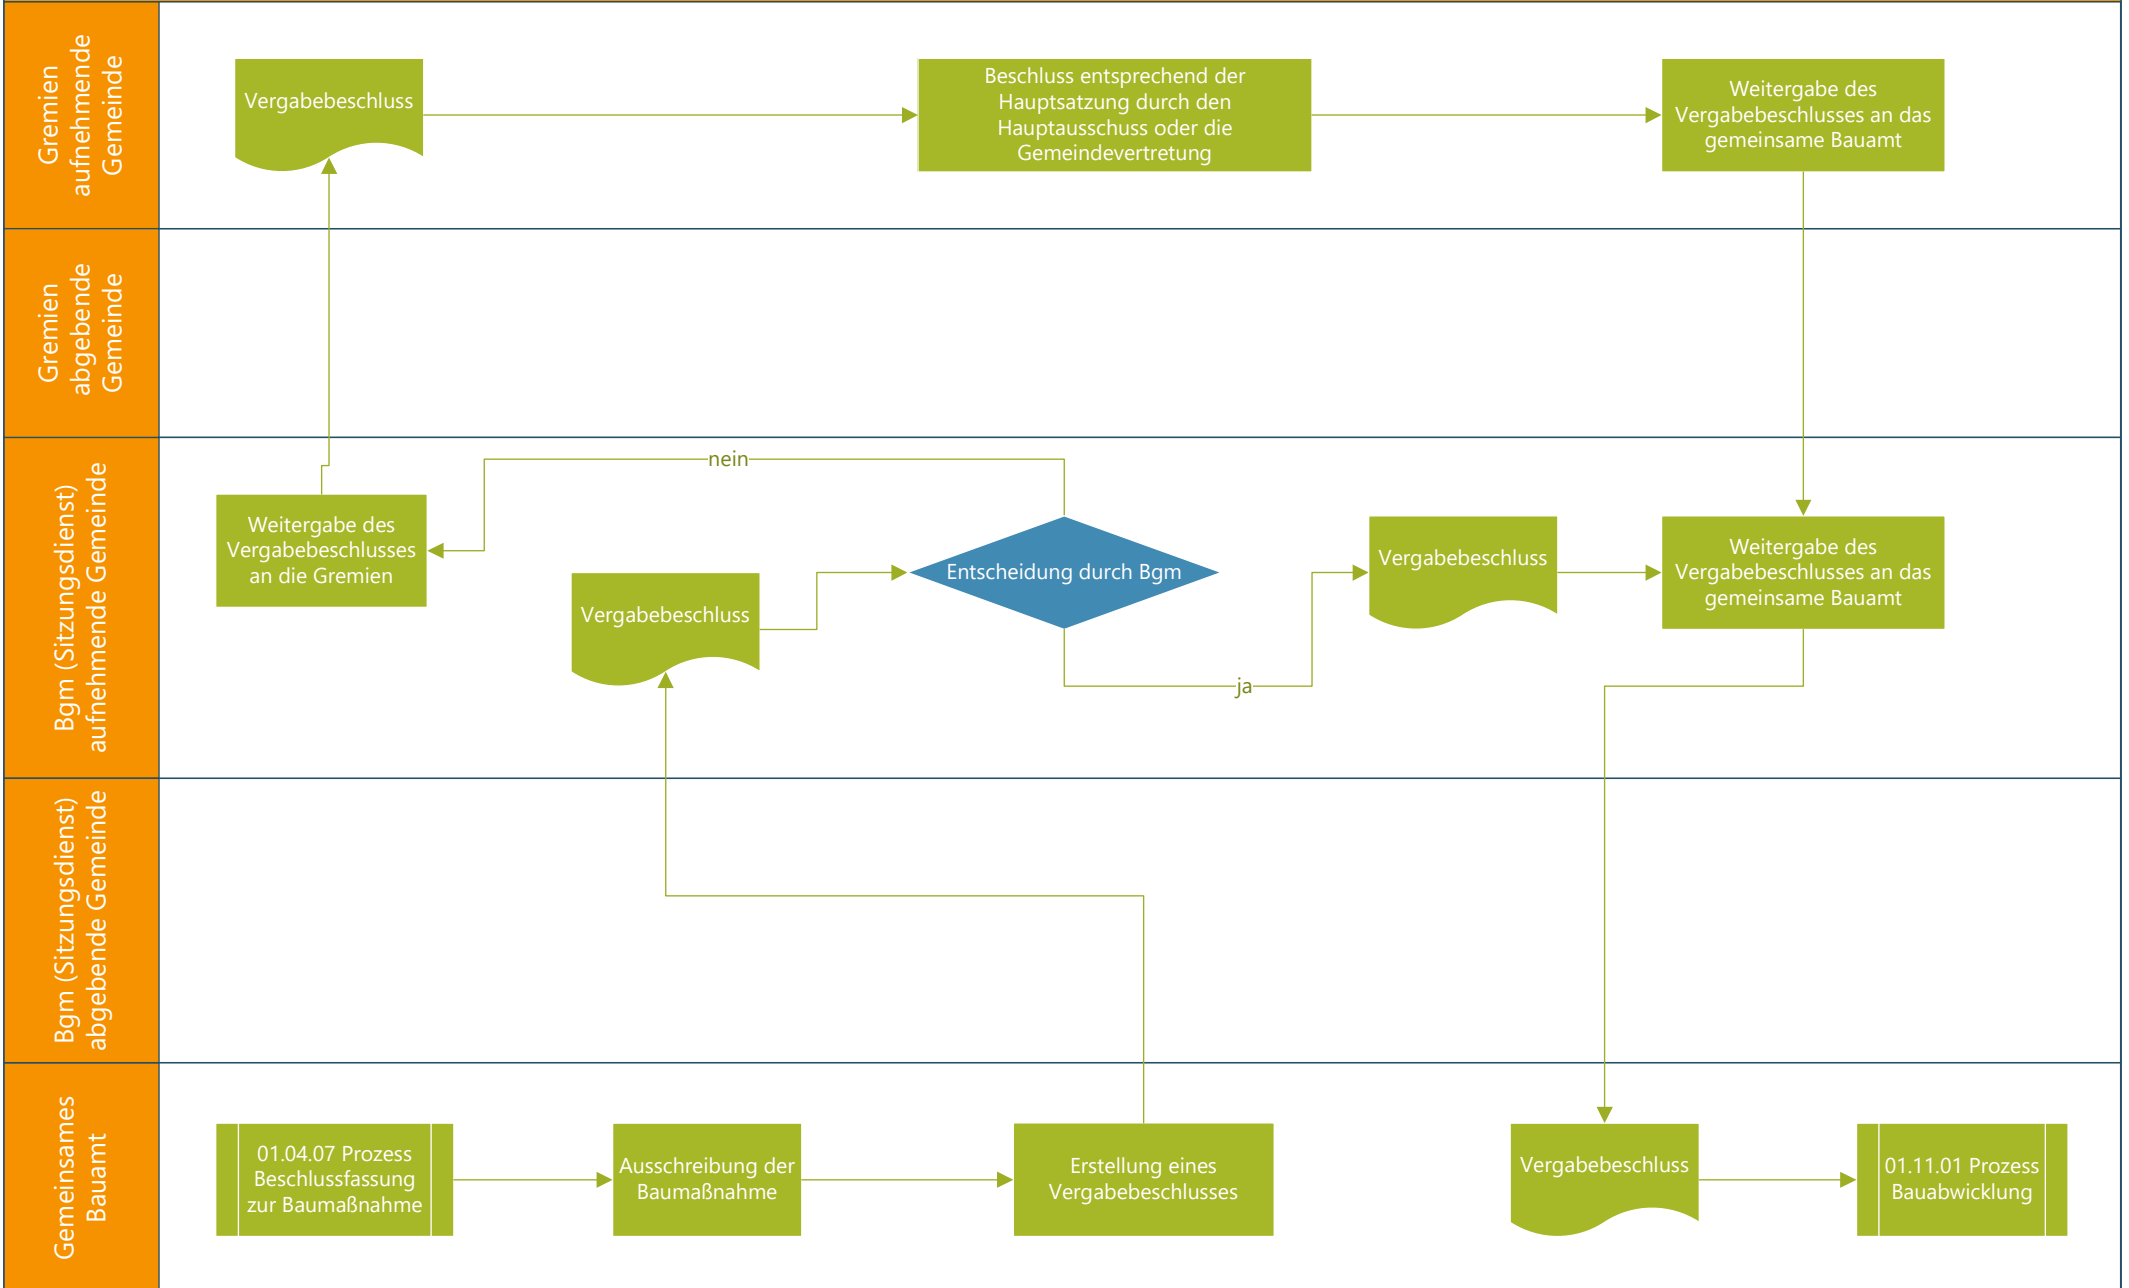 Gremien
aufnehmende
Gemeinde
Vergabebeschluss
Beschluss entsprechend der
Hauptsatzung durch den
Hauptausschuss oder die
Gemeindevertretung
Weitergabe des
Vergabebeschlusses an das
gemeinsame Bauamt
Gremien
abgebende
Gemeinde
Bgm (Sitzungsdienst)
aufnehmende Gemeinde
nein
Weitergabe des
Vergabebeschlusses
an die Gremien
Vergabebeschluss
Entscheidung durch Bgm
ja
Vergabebeschluss
Weitergabe des
Vergabebeschlusses an das
gemeinsame Bauamt
Bgm (Sitzungsdienst)
abgebende Gemeinde
Gemeinsames
Bauamt
01.04.07 Prozess
Beschlussfassung
zur Baumaßnahme
Ausschreibung der
Baumaßnahme
Erstellung eines
Vergabebeschlusses
Vergabebeschluss
01.11.01 Prozess
Bauabwicklung